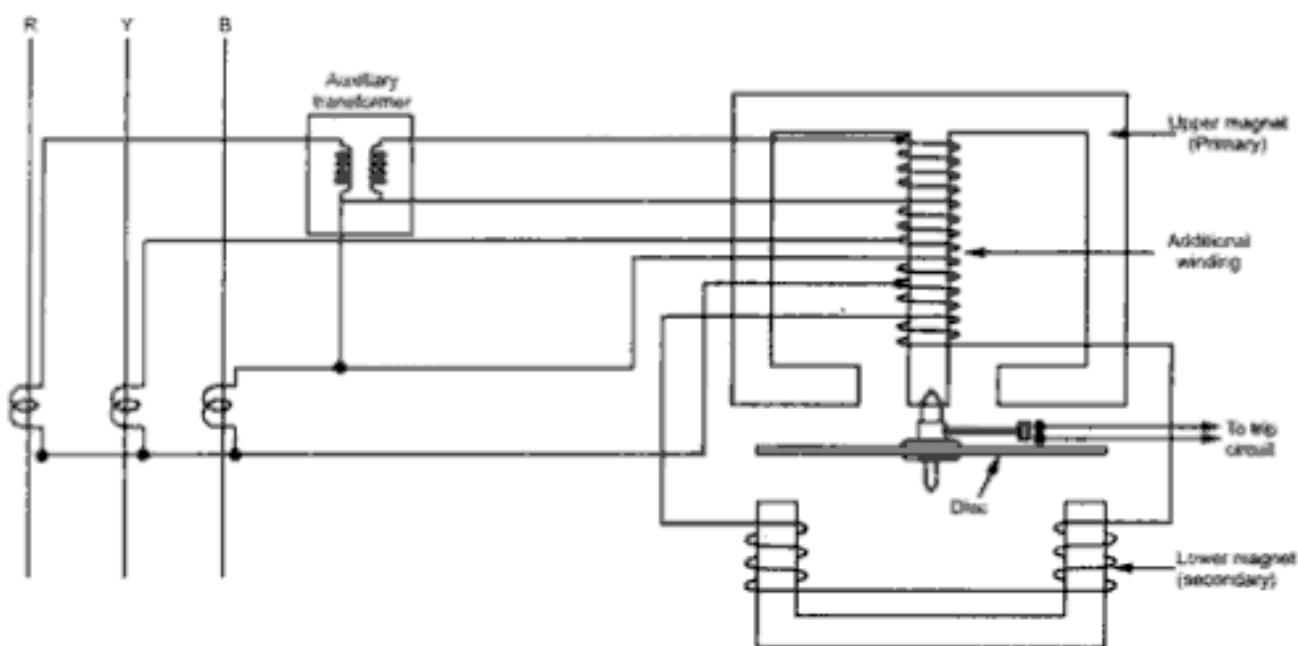 R
Y
B
Auxiliary
transformer
Upper magnet
(Primary)
Additional
winding
To trip
circuit
Disc
Lower magnet
(secondary)